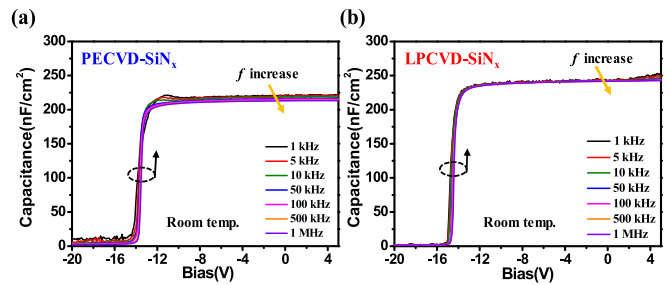 (a)
PECVD-SiNx
f increase
Capacitance(nF/cm2)
300
250
200
150
100
50
0
1 kHz
5 kHz
10 kHz
50 kHz
100 kHz
500 kHz
1 MHz
Room temp.
-20 -16 -12 -8 -4 0 4
Bias(V)
(b)
LPCVD-SiNx
f increase
Capacitance(nF/cm2)
300
250
200
150
100
50
0
1 kHz
5 kHz
10 kHz
50 kHz
100 kHz
500 kHz
1 MHz
Room temp.
-20 -16 -12 -8 -4 0 4
Bias(V)